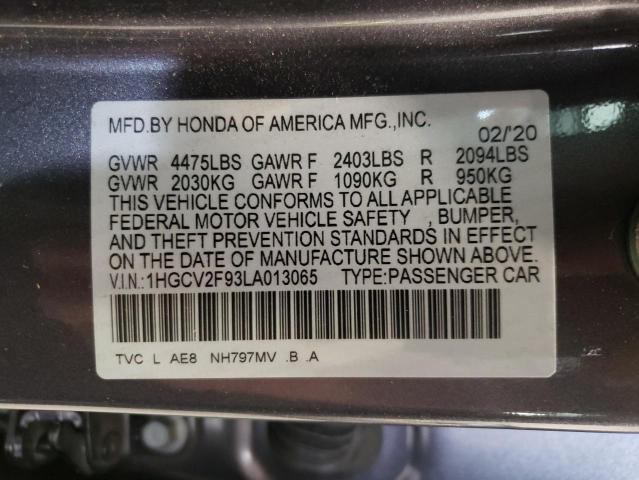 MFD.BY HONDA OF AMERICA MFG.,INC. 02/'20
GVWR 4475LBS GAWR F 2403LBS R 2094LBS
GVWR 2030KG GAWR F 1090KG R 950KG
THIS VEHICLE CONFORMS TO ALL APPLICABLE
FEDERAL MOTOR VEHICLE SAFETY , BUMPER,
AND THEFT PREVENTION STANDARDS IN EFFECT
ON THE DATE OF MANUFACTURE SHOWN ABOVE.
V.I.N.:1HGCV2F93LA013065 TYPE:PASSENGER CAR
TVC L AE8 NH797MV .B .A